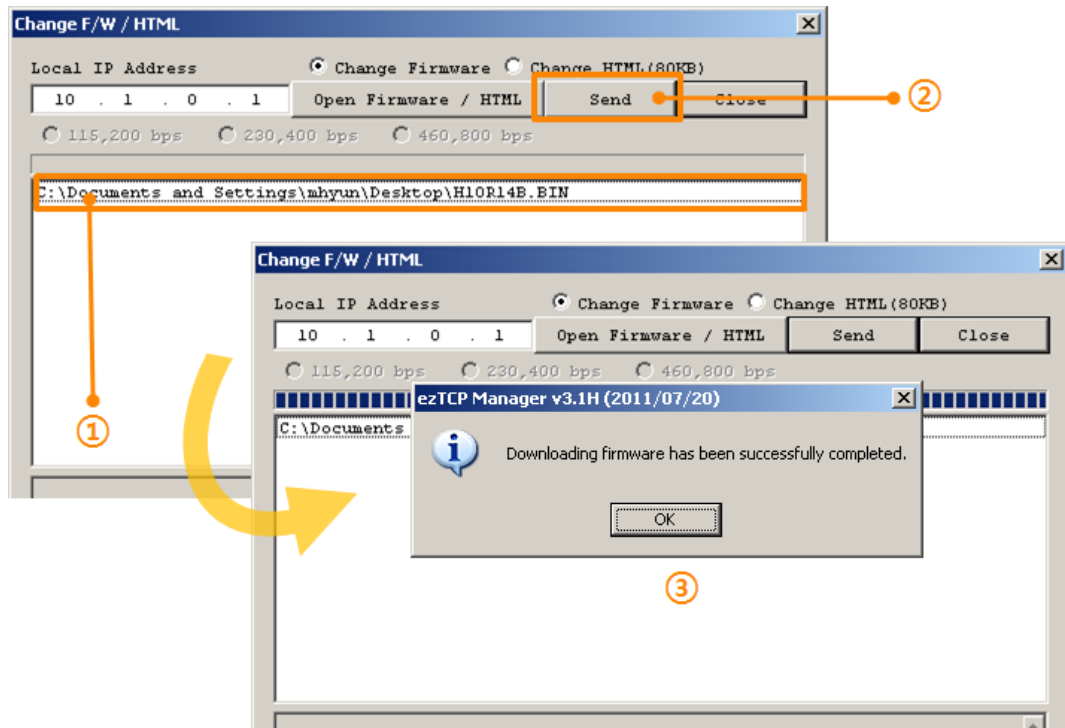 Change F/W / HTML
Local IP Address Change Firmware Change HTML(80KB)
10 . 1 . 0 . 1 Open Firmware / HTML Send Close
②
115,200 bps 230,400 bps 460,800 bps
C:\Documents and Settings\mhyun\Desktop\H10R14B.BIN
①
Change F/W / HTML
Local IP Address Change Firmware Change HTML(80KB)
10 . 1 . 0 . 1 Open Firmware / HTML Send Close
115,200 bps 230,400 bps 460,800 bps
C:\Documents
ezTCP Manager v3.1H (2011/07/20)
Downloading firmware has been successfully completed.
OK
③